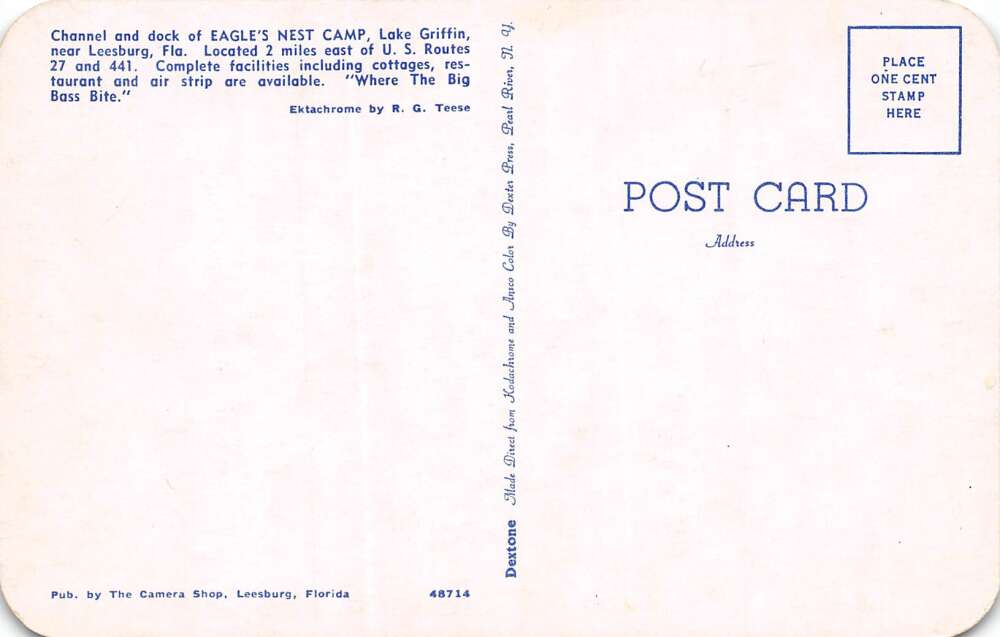 Channel and dock of EAGLE'S NEST CAMP, Lake Griffin,
near Leesburg, Fla. Located 2 miles east of U. S. Routes
27 and 441. Complete facilities including cottages, res-
taurant and air strip are available. "Where The Big
Bass Bite."
Ektachrome by R. G. Teese
Pub. by The Camera Shop, Leesburg, Florida
48714
Dextone Made Direct from Kodachrome and Ansco Color By Dexter Press, Pearl River, N. Y.
PLACE
ONE CENT
STAMP
HERE
POST CARD
Address